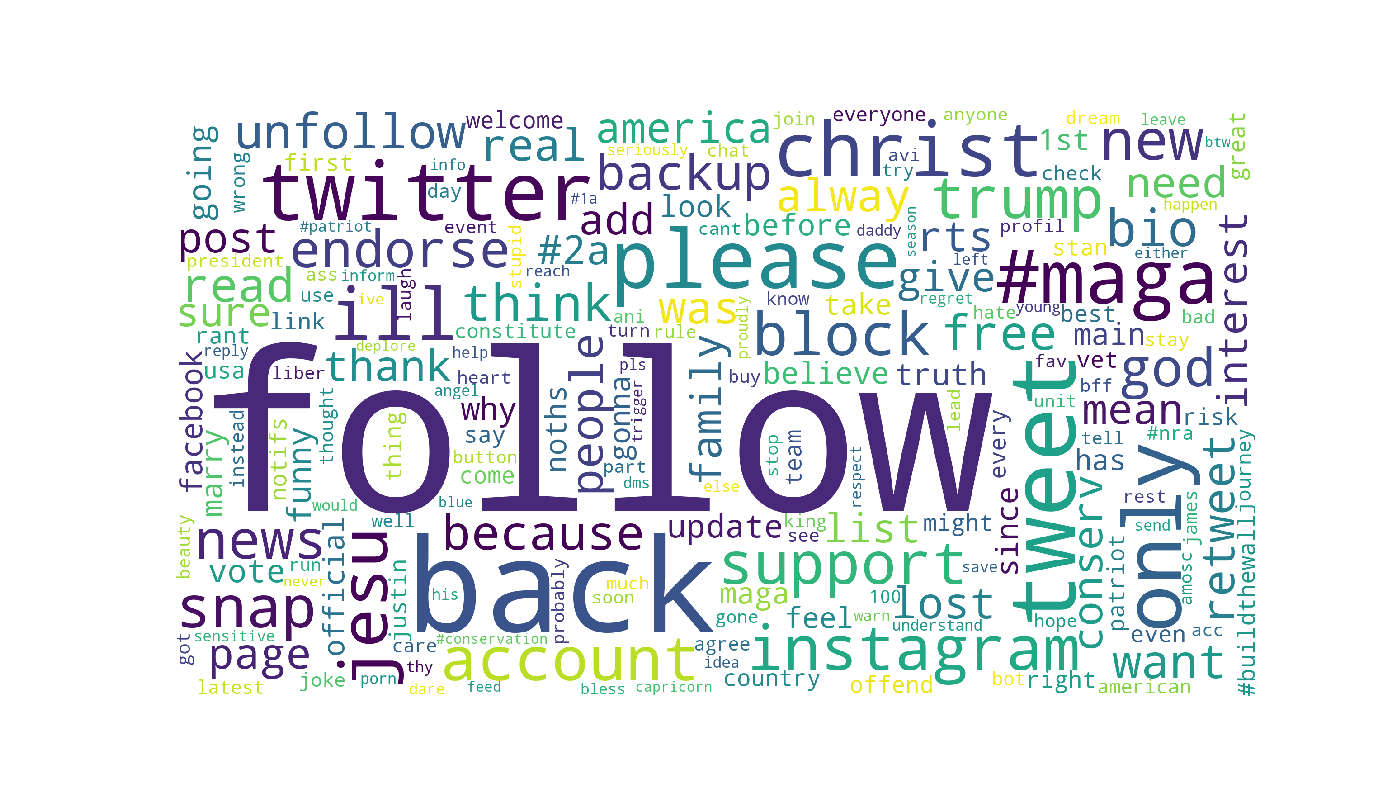 going
unfollow
welcome
real
america
join
everyone
anyone
dream
leave
christ
1st
new
btw
great
wrong
first
info
day
twitter
#1a
seriously
chat
backup
avi
try
check
need
happen
alway
trump
post
#patriot
event
add
look
cant
before
daddy
season
rts
profil
stan
bio
either
interest
president
endorse
stupid
#2a
please
left
give
#maga
read
ass
inform
laugh
reach
regret
sure
use
ive
ill
think
ani
was
know
take
hate
young
best
bad
link
constitute
turn
rule
proudly
block
free
main
stay
rant
reply
deplore
help
facebook
usa
liber
thank
heart
people
pls
family
buy
believe
truth
fav
vet
god
bff
angel
follow
why
noths
gonna
trigger
lead
tweet
unit
mean
risk
marry
instead
notifs
funny
thought
thing
say
button
come
part
dms
else
stop
team
respect
every
tell
#nra
has
only
retweet
#buildthewalljourney
would
blue
rest
send
james
news
official
well
because
update
king
see
list
might
since
conserv
patriot
beauty
vote
run
never
jesu
justin
back
probably
much
soon
support
save
amosc
snap
his
maga
100
lost
hope
got
sensitive
page
care
#conservation
gone
feel
warn
understand
even
acc
thy
account
agree
idea
instagram
want
latest
joke
porn
dare
feed
bless
capricorn
country
offend
bot
right
american